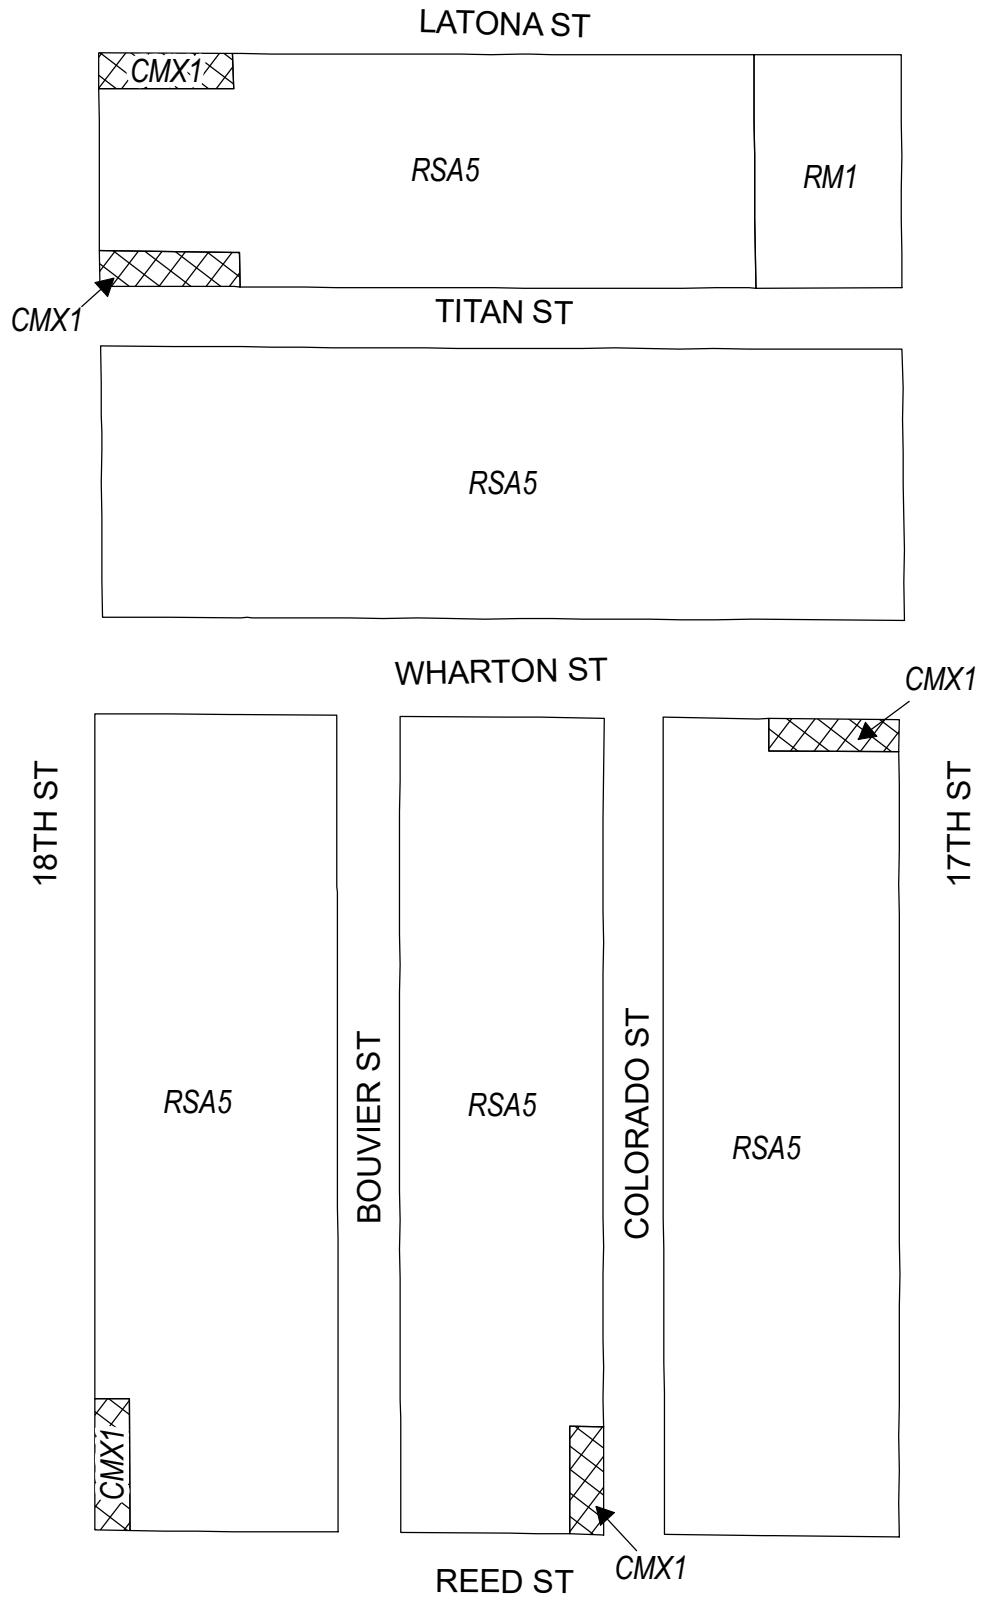 LATONA ST
CMX1
RSA5
RM1
CMX1
TITAN ST
RSA5
WHARTON ST
CMX1
18TH ST
17TH ST
BOUVIER ST
COLORADO ST
RSA5
RSA5
RSA5
CMX1
CMX1
REED ST